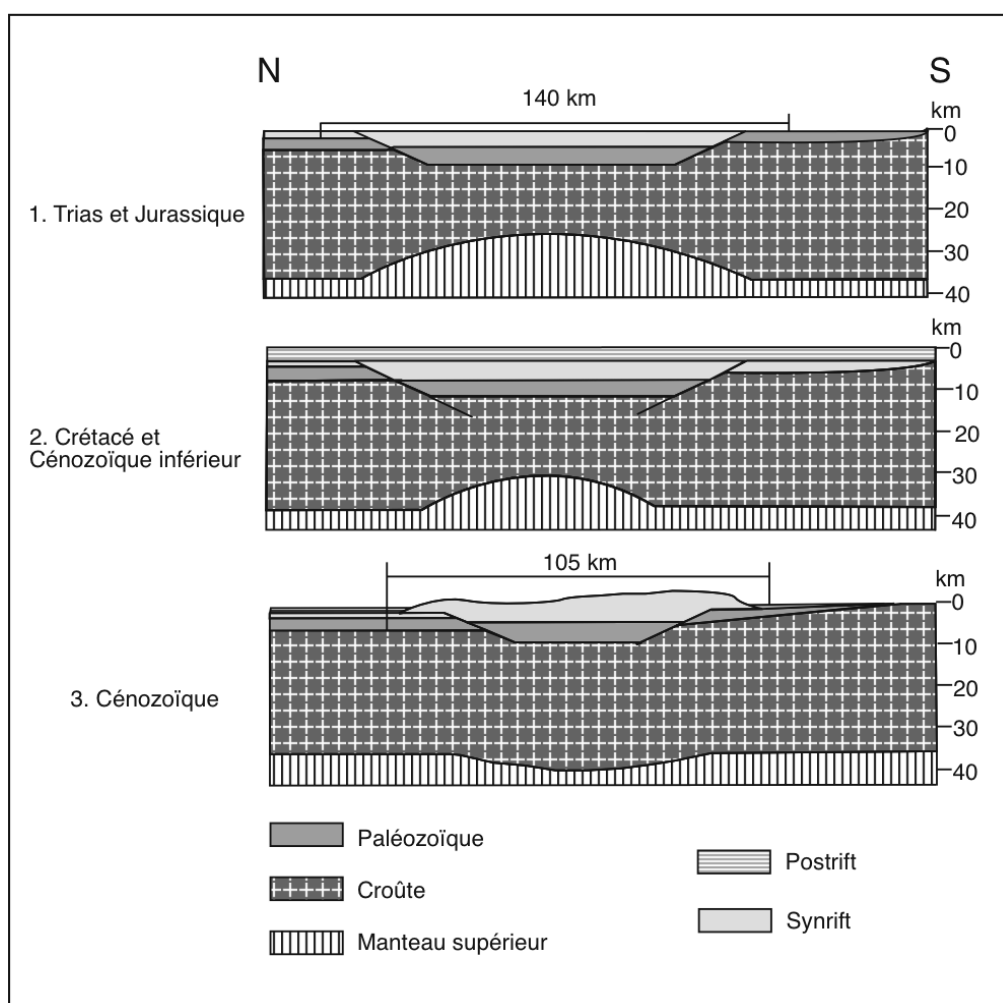 N
S
140 km
km
0
10
20
30
40
1. Trias et Jurassique
km
0
10
20
30
40
2. Crétacé et
Cénozoïque inférieur
105 km
km
0
10
20
30
40
3. Cénozoïque
Paléozoïque
Croûte
Manteau supérieur
Postrift
Synrift